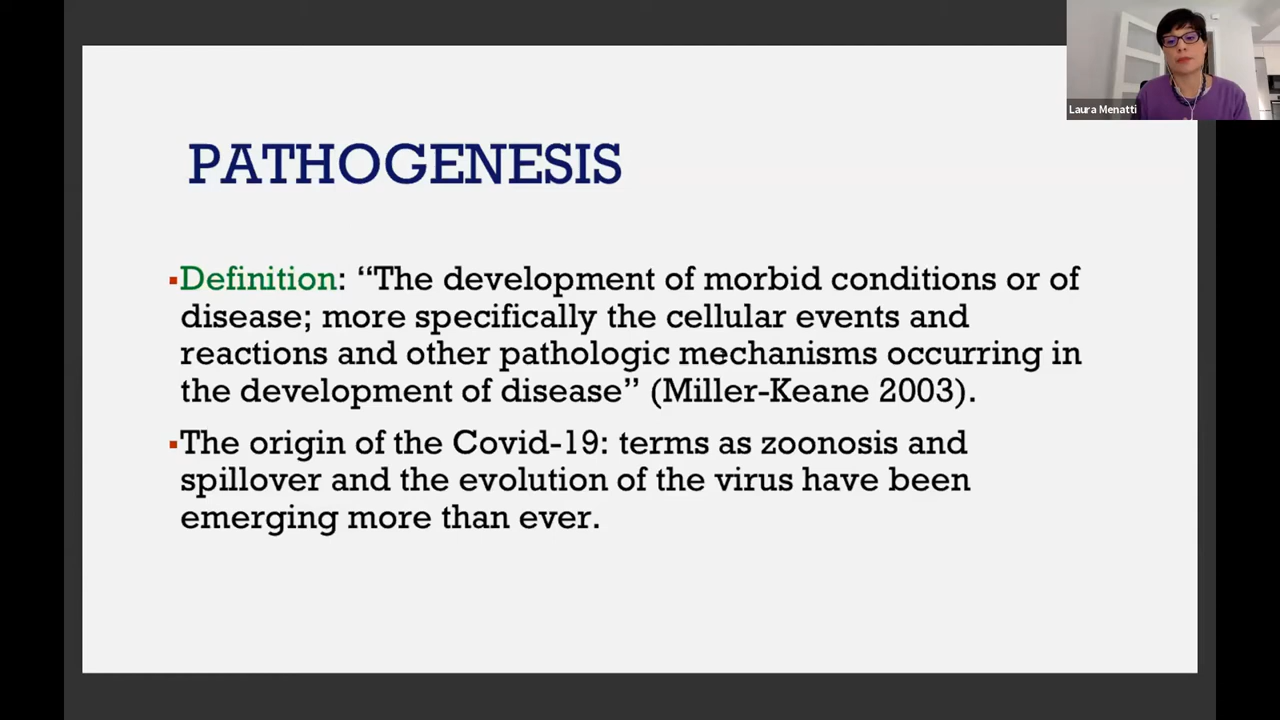 Laura Menatti
PATHOGENESIS
▪Definition: “The development of morbid conditions or of
disease; more specifically the cellular events and
reactions and other pathologic mechanisms occurring in
the development of disease” (Miller-Keane 2003).
▪The origin of the Covid-19: terms as zoonosis and
spillover and the evolution of the virus have been
emerging more than ever.